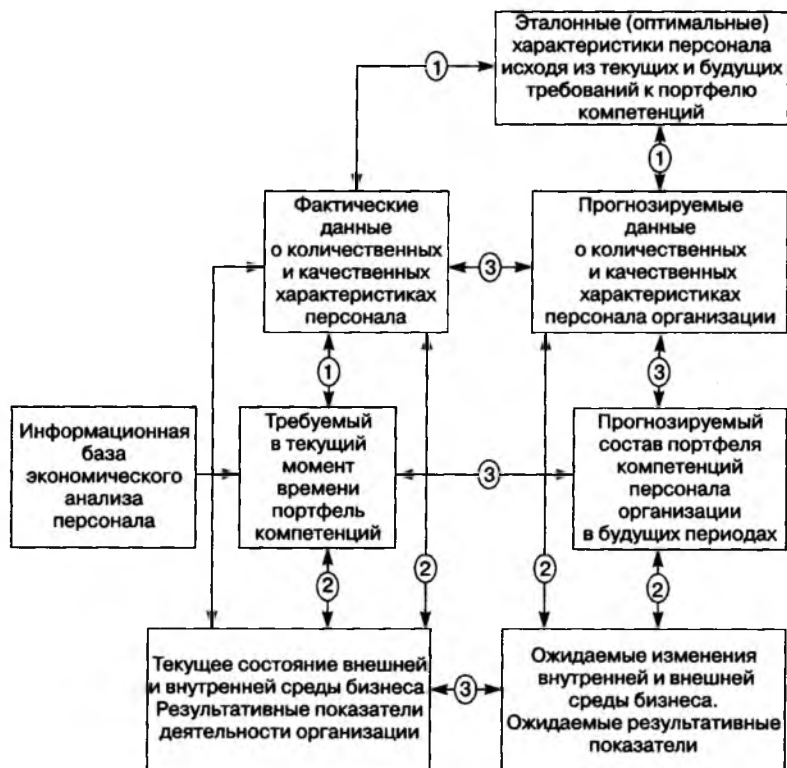 Эталонные (оптимальные)
характеристики персонала
исходя из текущих и будущих
требований к портфелю
компетенций
1
1
Фактические
данные
о количественных
и качественных
характеристиках
персонала
3
Прогнозируемые
данные
о количественных
и качественных
характеристиках
персонала организации
1
3
Информационная
база
экономического
анализа
персонала
Требуемый
в текущий
момент
времени
портфель
компетенций
3
Прогнозируемый
состав портфеля
компетенций
персонала
организации
в будущих периодах
2
2
2
2
Текущее состояние внешней
и внутренней среды бизнеса.
Результативные показатели
деятельности организации
3
Ожидаемые изменения
внутренней и внешней
среды бизнеса.
Ожидаемые результативные
показатели